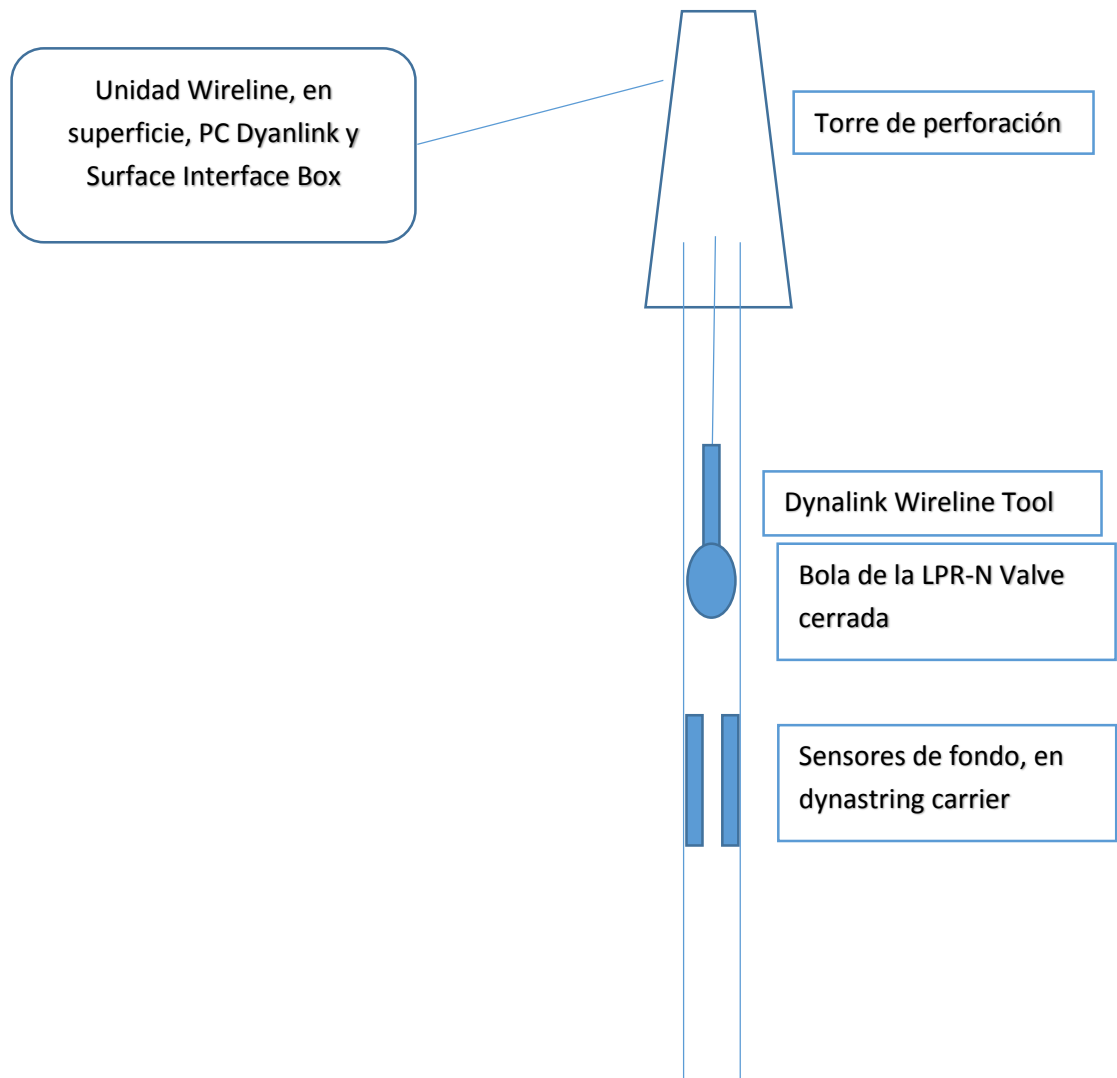 Unidad Wireline, en
superficie, PC Dyanlink y
Surface Interface Box
Torre de perforación
Dynalink Wireline Tool
Bola de la LPR-N Valve
cerrada
Sensores de fondo, en
dynastring carrier